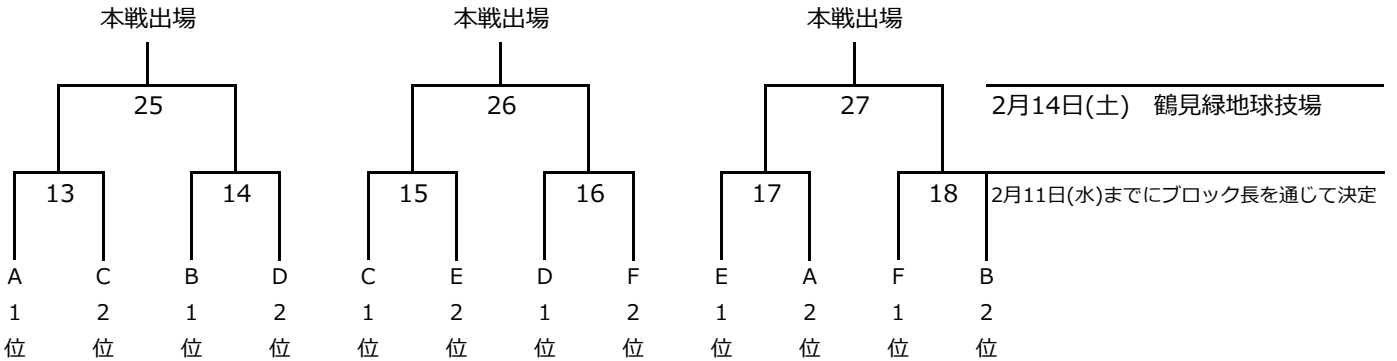 本戦出場 本戦出場 本戦出場
25 26 27 2月14日(土) 鶴見緑地球技場
13 14 15 16 17 18 2月11日(水)までにブロック長を通じて決定
A C B D C E D F E A F B
1 2 1 2 1 2 1 2 1 2 1 2
位 位 位 位 位 位 位 位 位 位 位 位